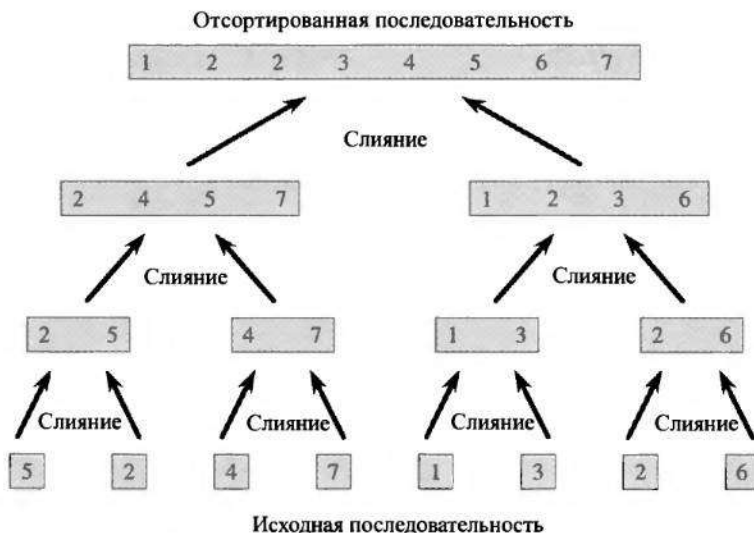 Отсортированная последовательность
1 2 2 3 4 5 6 7
Слияние
2 4 5 7
1 2 3 6
Слияние
Слияние
2 5
4 7
1 3
2 6
Слияние
Слияние
Слияние
Слияние
5
2
4
7
1
3
2
6
Исходная последовательность